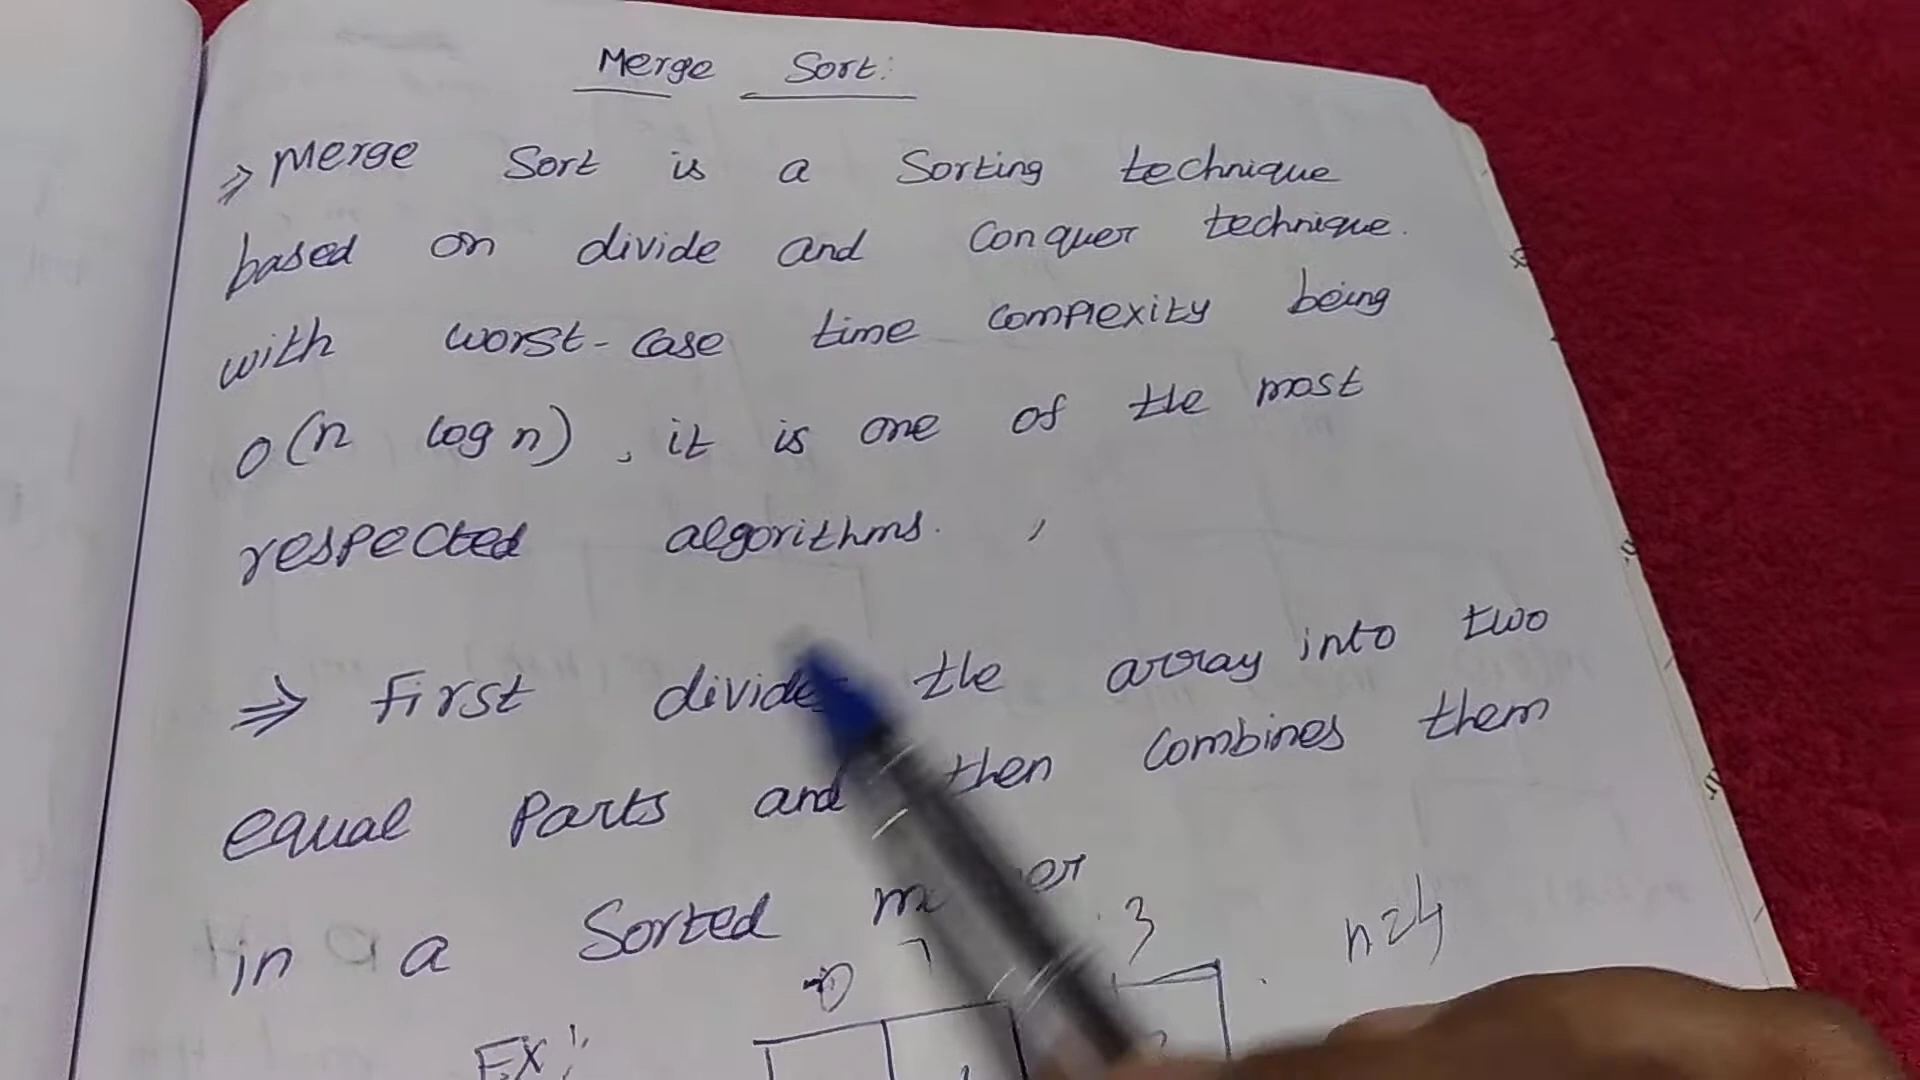 Merge Sort:
⇒ Merge Sort is a Sorting technique
based on divide and Conquer technique.
with worst-case time complexity being
O(n log n), it is one of the most
respected algorithms.
⇒ First divides the array into two
equal Parts and then combines them
in a Sorted
0 3 n=4
Ex: